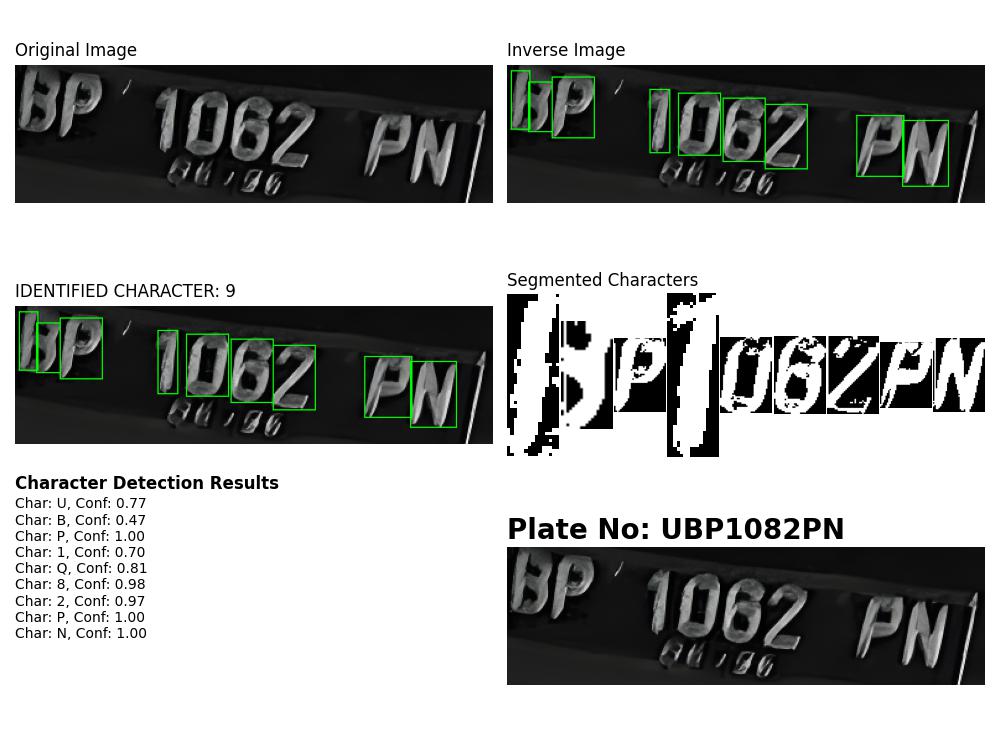 Original Image
BP 1062 PN
Inverse Image
BP 1062 PN
IDENTIFIED CHARACTER: 9
BP 1062 PN
Segmented Characters
BP1062PN
Character Detection Results
Char: U, Conf: 0.77
Char: B, Conf: 0.47
Char: P, Conf: 1.00
Char: 1, Conf: 0.70
Char: Q, Conf: 0.81
Char: 8, Conf: 0.98
Char: 2, Conf: 0.97
Char: P, Conf: 1.00
Char: N, Conf: 1.00
Plate No: UBP1082PN
BP 1062 PN